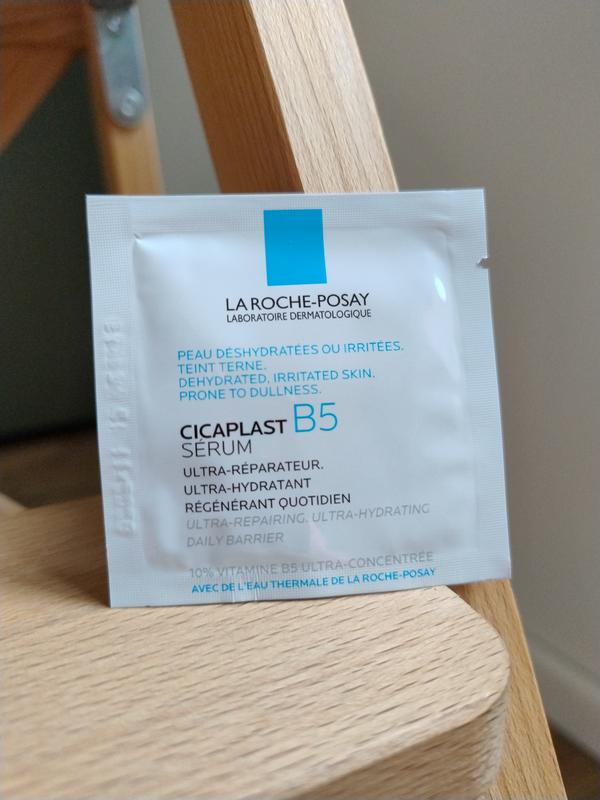 LA ROCHE-POSAY
LABORATOIRE DERMATOLOGIQUE
PEAU DÉSHYDRATÉES OU IRRITÉES.
TEINT TERNE.
DEHYDRATED, IRRITATED SKIN.
PRONE TO DULLNESS.
CICAPLAST B5
SÉRUM
ULTRA-RÉPARATEUR.
ULTRA-HYDRATANT
RÉGÉNÉRANT QUOTIDIEN
ULTRA-REPAIRING. ULTRA-HYDRATING
DAILY BARRIER
10% VITAMINE B5 ULTRA-CONCENTRÉE
AVEC DE L'EAU THERMALE DE LA ROCHE-POSAY